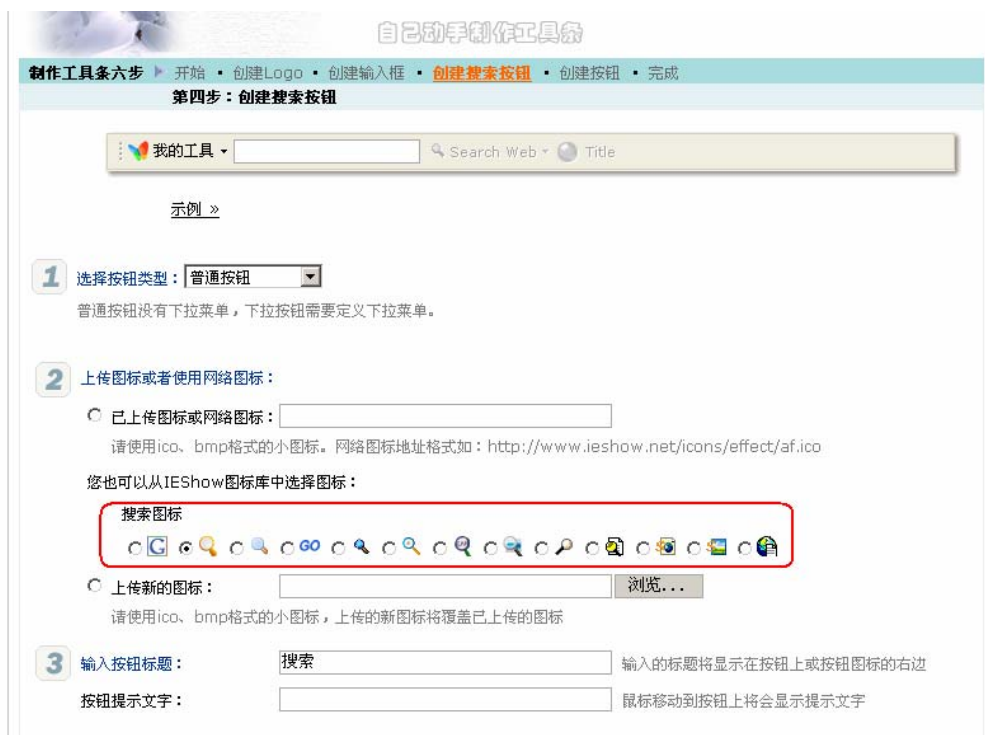 自己动手制作工具条
制作工具条六步 开始 ▪ 创建Logo ▪ 创建输入框 ▪ 创建搜索按钮 ▪ 创建按钮 ▪ 完成
第四步：创建搜索按钮
我的工具 Search Web Title
示例 »
1 选择按钮类型：普通按钮
普通按钮没有下拉菜单，下拉按钮需要定义下拉菜单。
2 上传图标或者使用网络图标：
已上传图标或网络图标：
请使用ico、bmp格式的小图标。网络图标地址格式如：http://www.ieshow.net/icons/effect/af.ico
您也可以从IEShow图标库中选择图标：
搜索图标
G GO
上传新的图标： 浏览...
请使用ico、bmp格式的小图标，上传的新图标将覆盖已上传的图标
3 输入按钮标题： 搜索 输入的标题将显示在按钮上或按钮图标的右边
按钮提示文字： 鼠标移动到按钮上将会显示提示文字